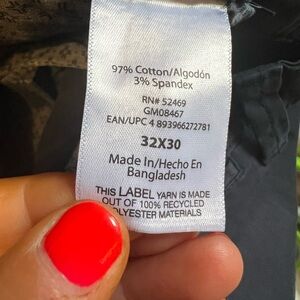 97% Cotton/Algodón
3% Spandex
RN# 52469
GM08467
EAN/UPC 4 893966272781
32X30
Made In/Hecho En
Bangladesh
THIS LABEL YARN IS MADE
OUT OF 100% RECYCLED
POLYESTER MATERIALS